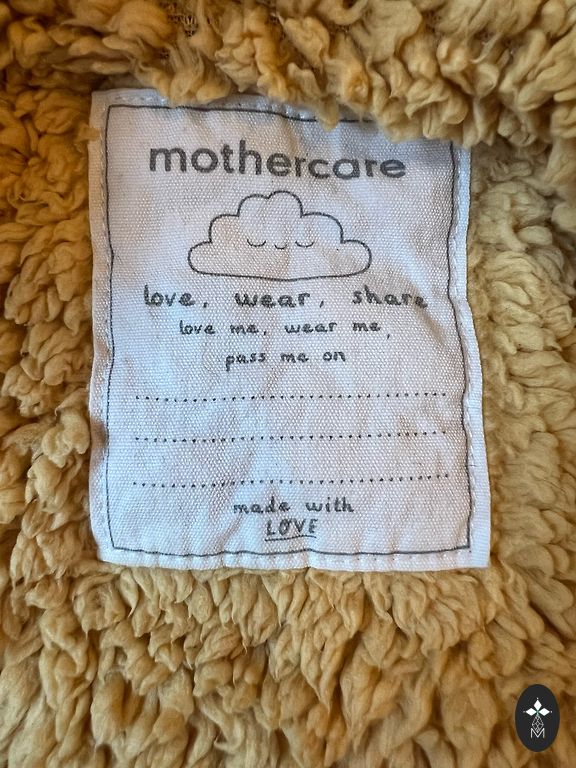 mothercare
love, wear, share
love me, wear me,
pass me on
made with
LOVE